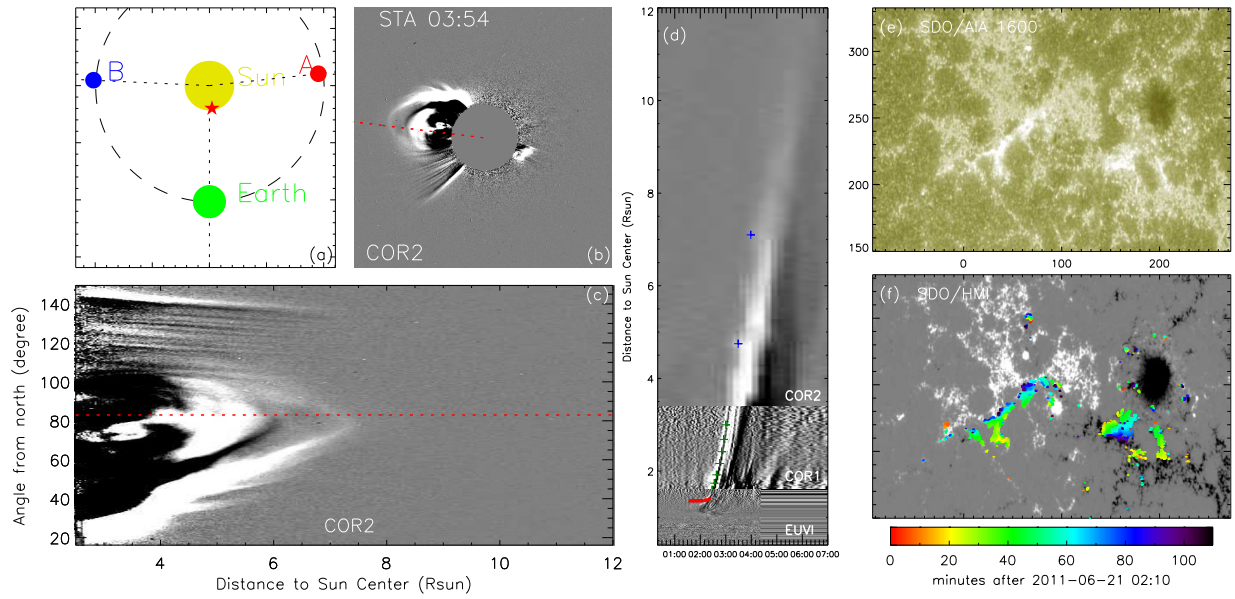 B
A
Sun
Earth
(a)
STA 03:54
COR2
(b)
(c)
Angle from north (degree)
140
120
100
80
60
40
20
COR2
4
6
8
10
12
Distance to Sun Center (Rsun)
(d)
Distance to Sun Center (Rsun)
12
10
8
6
4
2
COR2
COR1
EUVI
01:00 02:00 03:00 04:00 05:00 06:00 07:00
(e) SDO/AIA 1600
300
250
200
150
0
100
200
(f) SDO/HMI
0
20
40
60
80
100
minutes after 2011-06-21 02:10